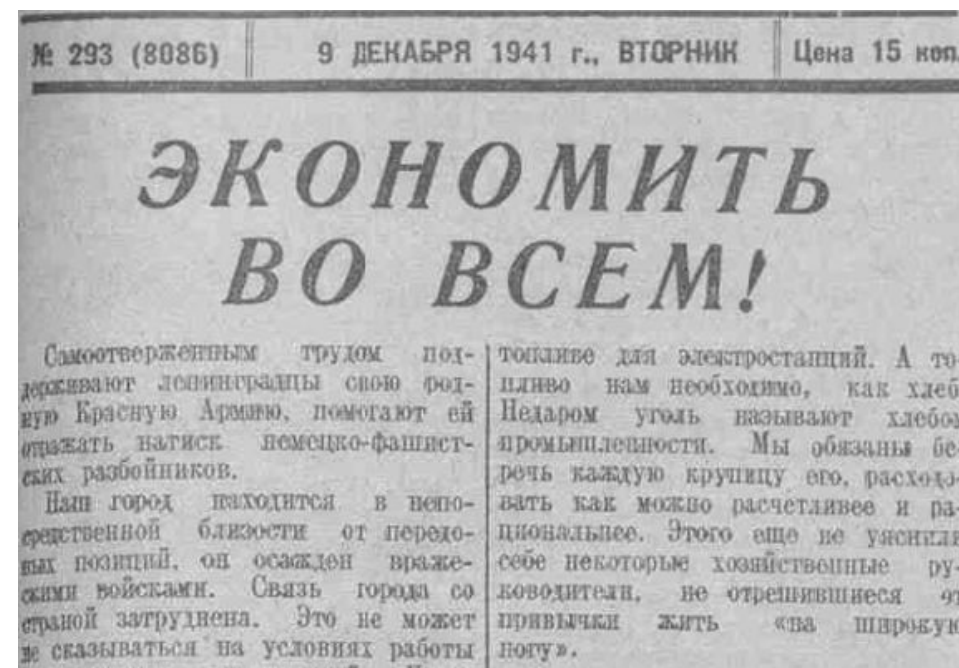 № 293 (8086)
9 ДЕКАБРЯ 1941 г., ВТОРНИК
Цена 15 коп.
ЭКОНОМИТЬ
ВО ВСЕМ!
Самоотверженным трудом под-
держивают ленинградцы свою род-
ную Красную Армию, помогают ей
отражать натиск немецко-фашист-
ских разбойников.
Наш город находится в непо-
средственной близости от передо-
вых позиций, он осажден враже-
скими войсками. Связь города со
страной затруднена. Это не может
не сказываться на условиях работы
топливе для электростанций. А то-
пливо нам необходимо, как хлеб.
Недаром уголь называют хлебом
промышленности. Мы обязаны бе-
речь каждую крупицу его, расходо-
вать как можно расчетливее и ра-
циональнее. Этого еще не уяснили
себе некоторые хозяйственные ру-
ководители, не отрешившиеся от
привычки жить «на широкую
ногу».